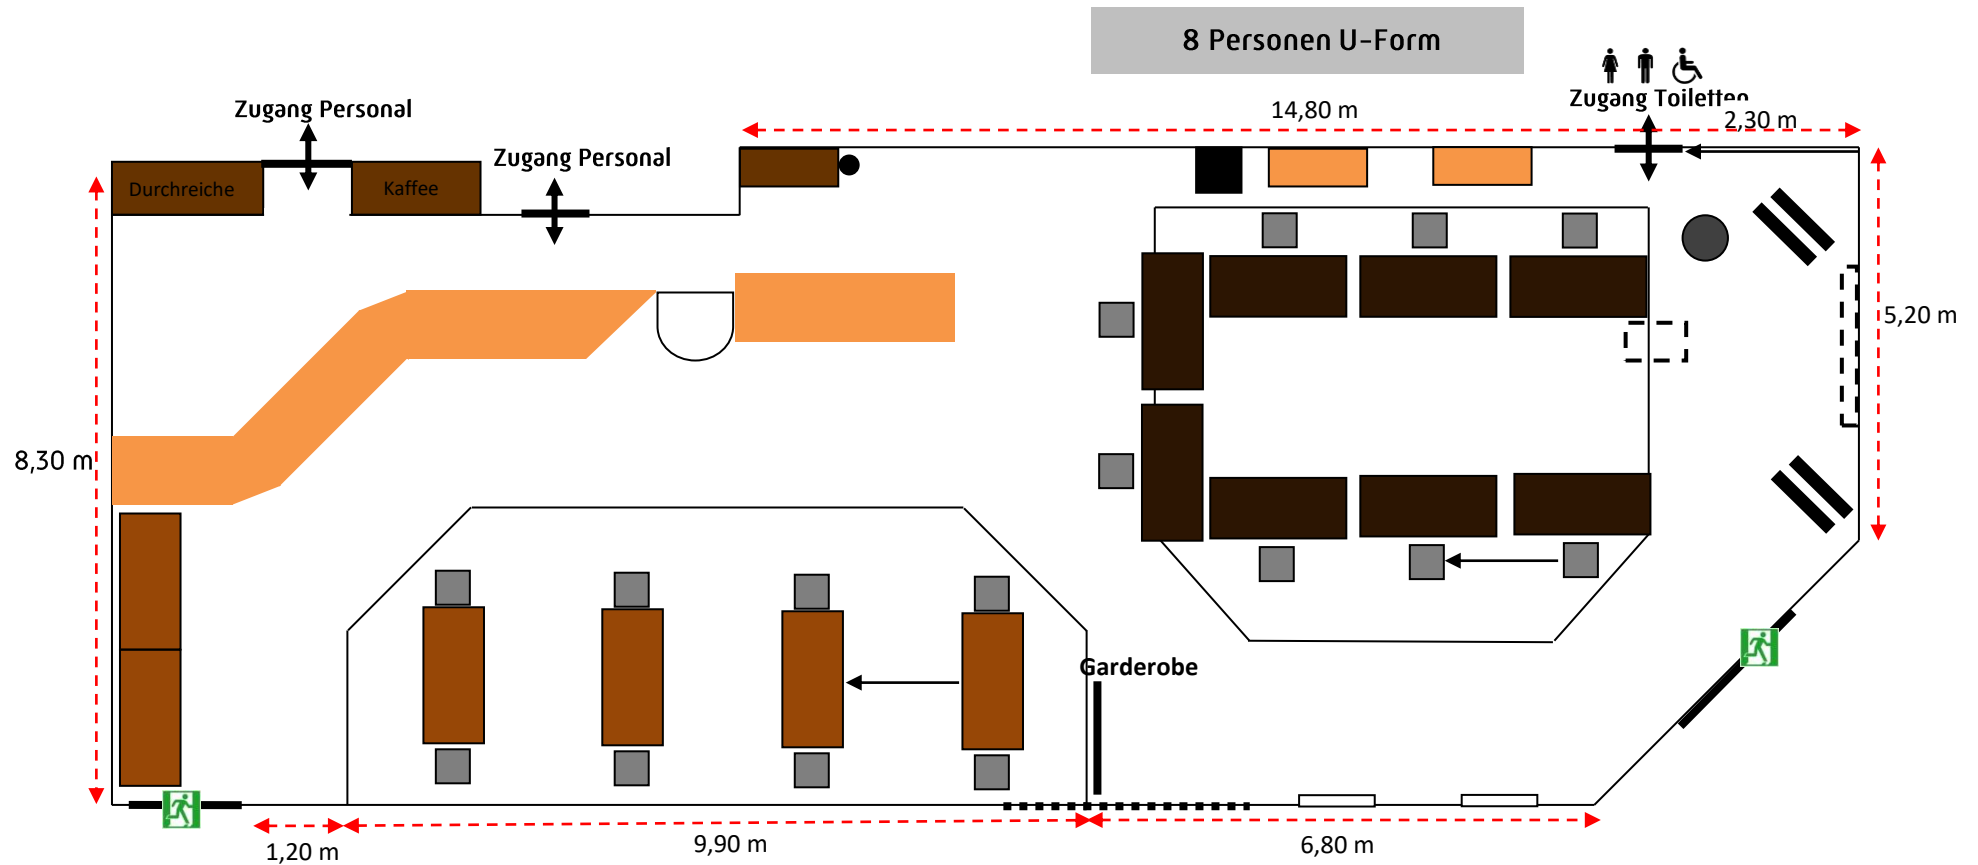 8 Personen U-Form
Zugang Personal
14,80 m
Zugang Toiletten
2,30 m
Zugang Personal
Durchreiche
Kaffee
5,20 m
8,30 m
Garderobe
1,20 m
9,90 m
6,80 m